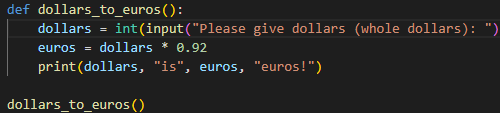 def dollars_to_euros():
    dollars = int(input("Please give dollars (whole dollars): "))
    euros = dollars * 0.92
    print(dollars, "is", euros, "euros!")

dollars_to_euros()